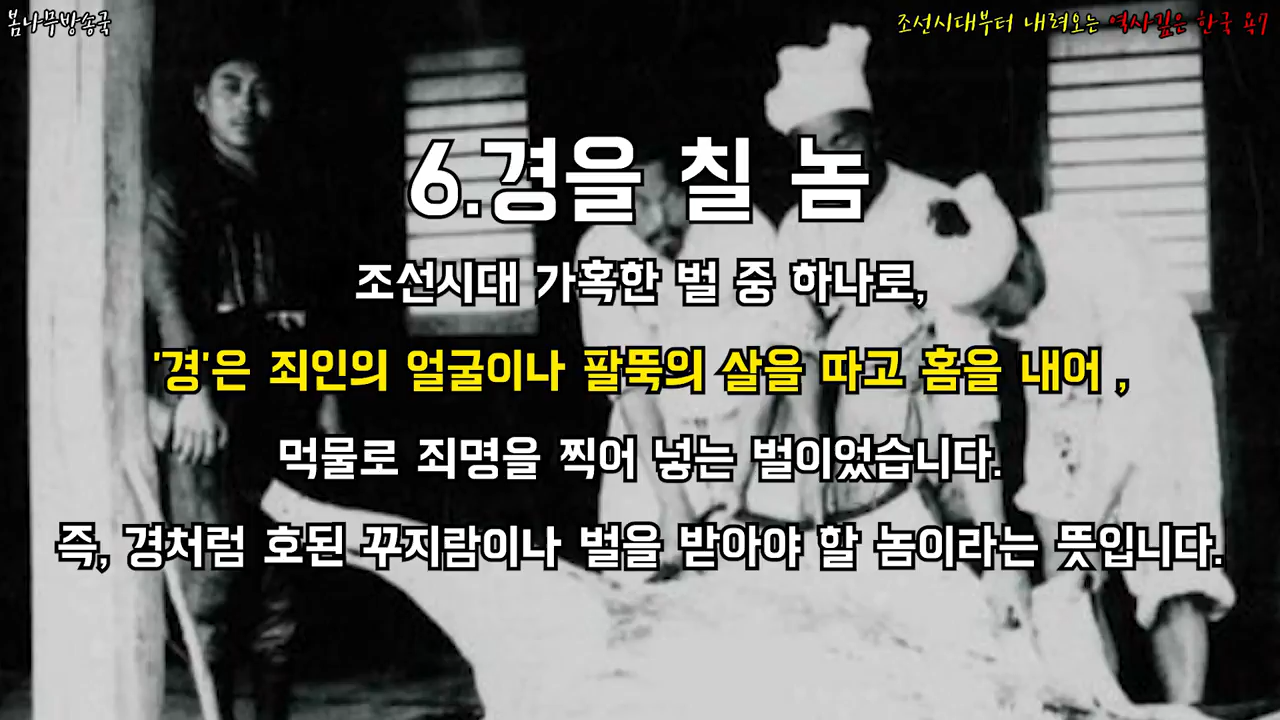 봄나무방송국
조선시대부터 내려오는 역사깊은 한국 욕7
6.경을 칠 놈
조선시대 가혹한 벌 중 하나로,
'경'은 죄인의 얼굴이나 팔뚝의 살을 따고 홈을 내어 ,
먹물로 죄명을 찍어 넣는 벌이었습니다.
즉, 경처럼 호된 꾸지람이나 벌을 받아야 할 놈이라는 뜻입니다.